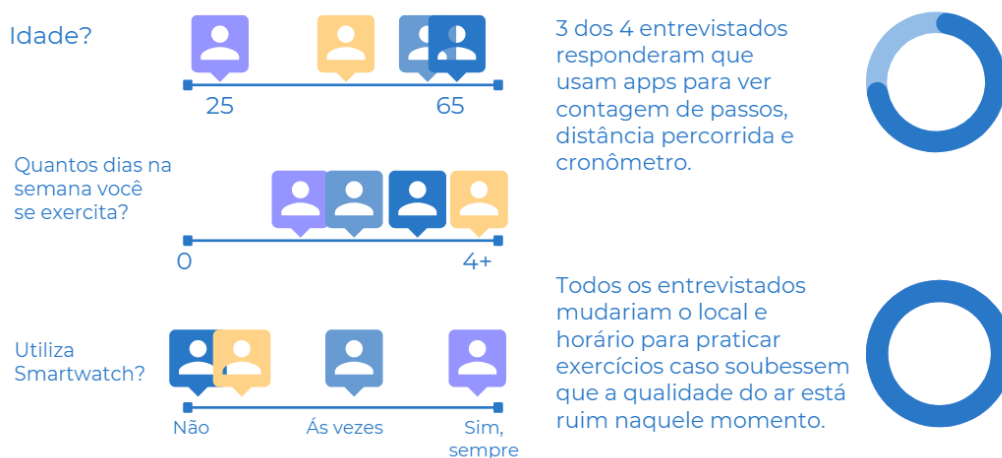 Idade?
25
65
Quantos dias na
semana você
se exercita?
0
4+
Utiliza
Smartwatch?
Não
Ás vezes
Sim,
sempre
3 dos 4 entrevistados
responderam que
usam apps para ver
contagem de passos,
distância percorrida e
cronômetro.
Todos os entrevistados
mudariam o local e
horário para praticar
exercícios caso soubessem
que a qualidade do ar está
ruim naquele momento.